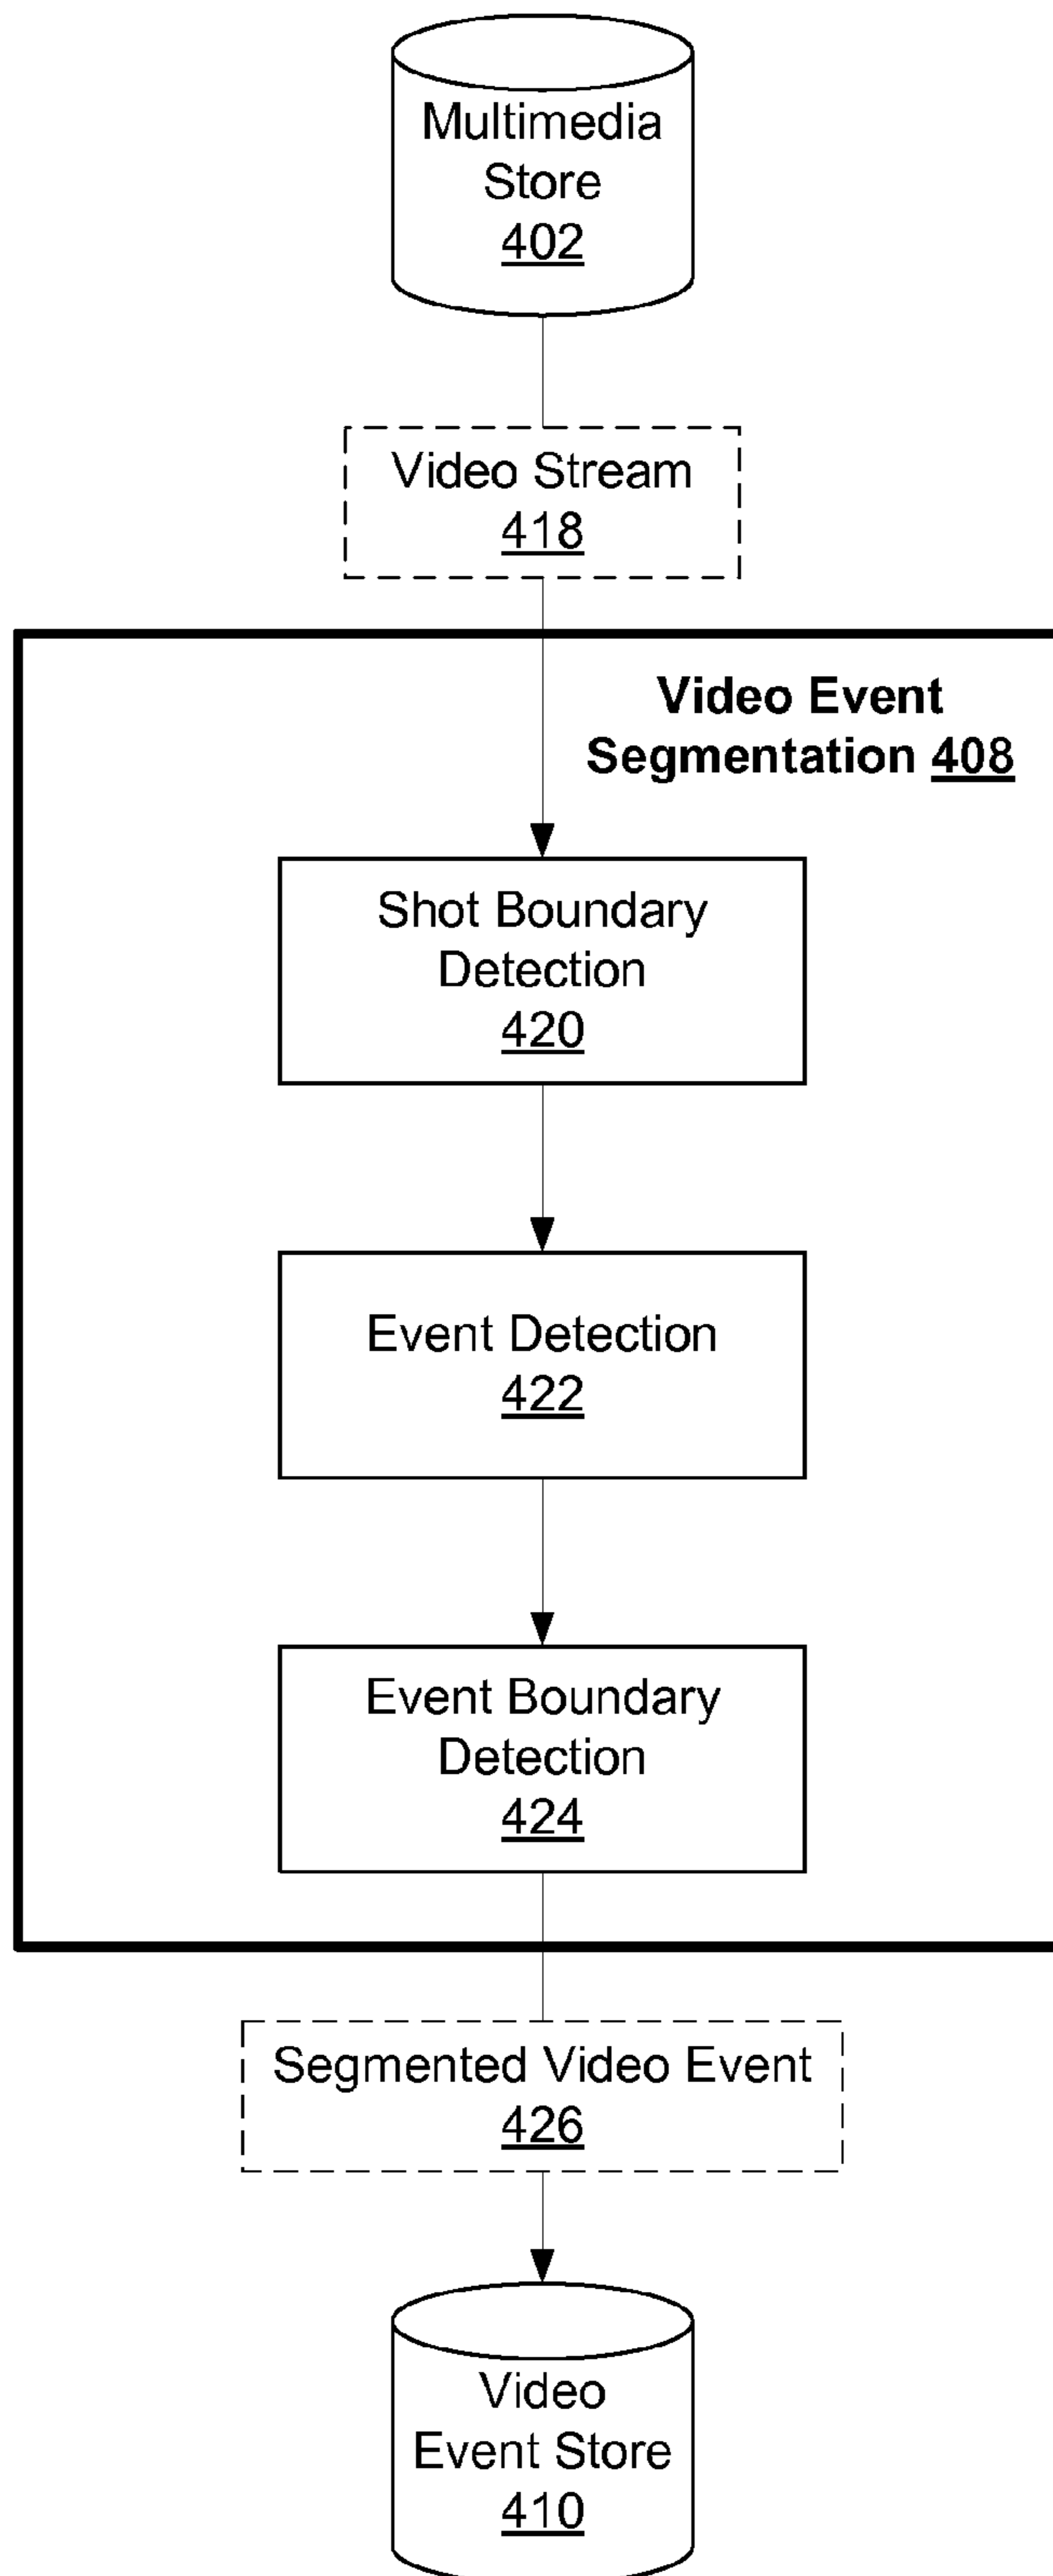 Multimedia
Store
402
Video Stream
418
Video Event
Segmentation 408
Shot Boundary
Detection
420
Event Detection
422
Event Boundary
Detection
424
Segmented Video Event
426
Video
Event Store
410